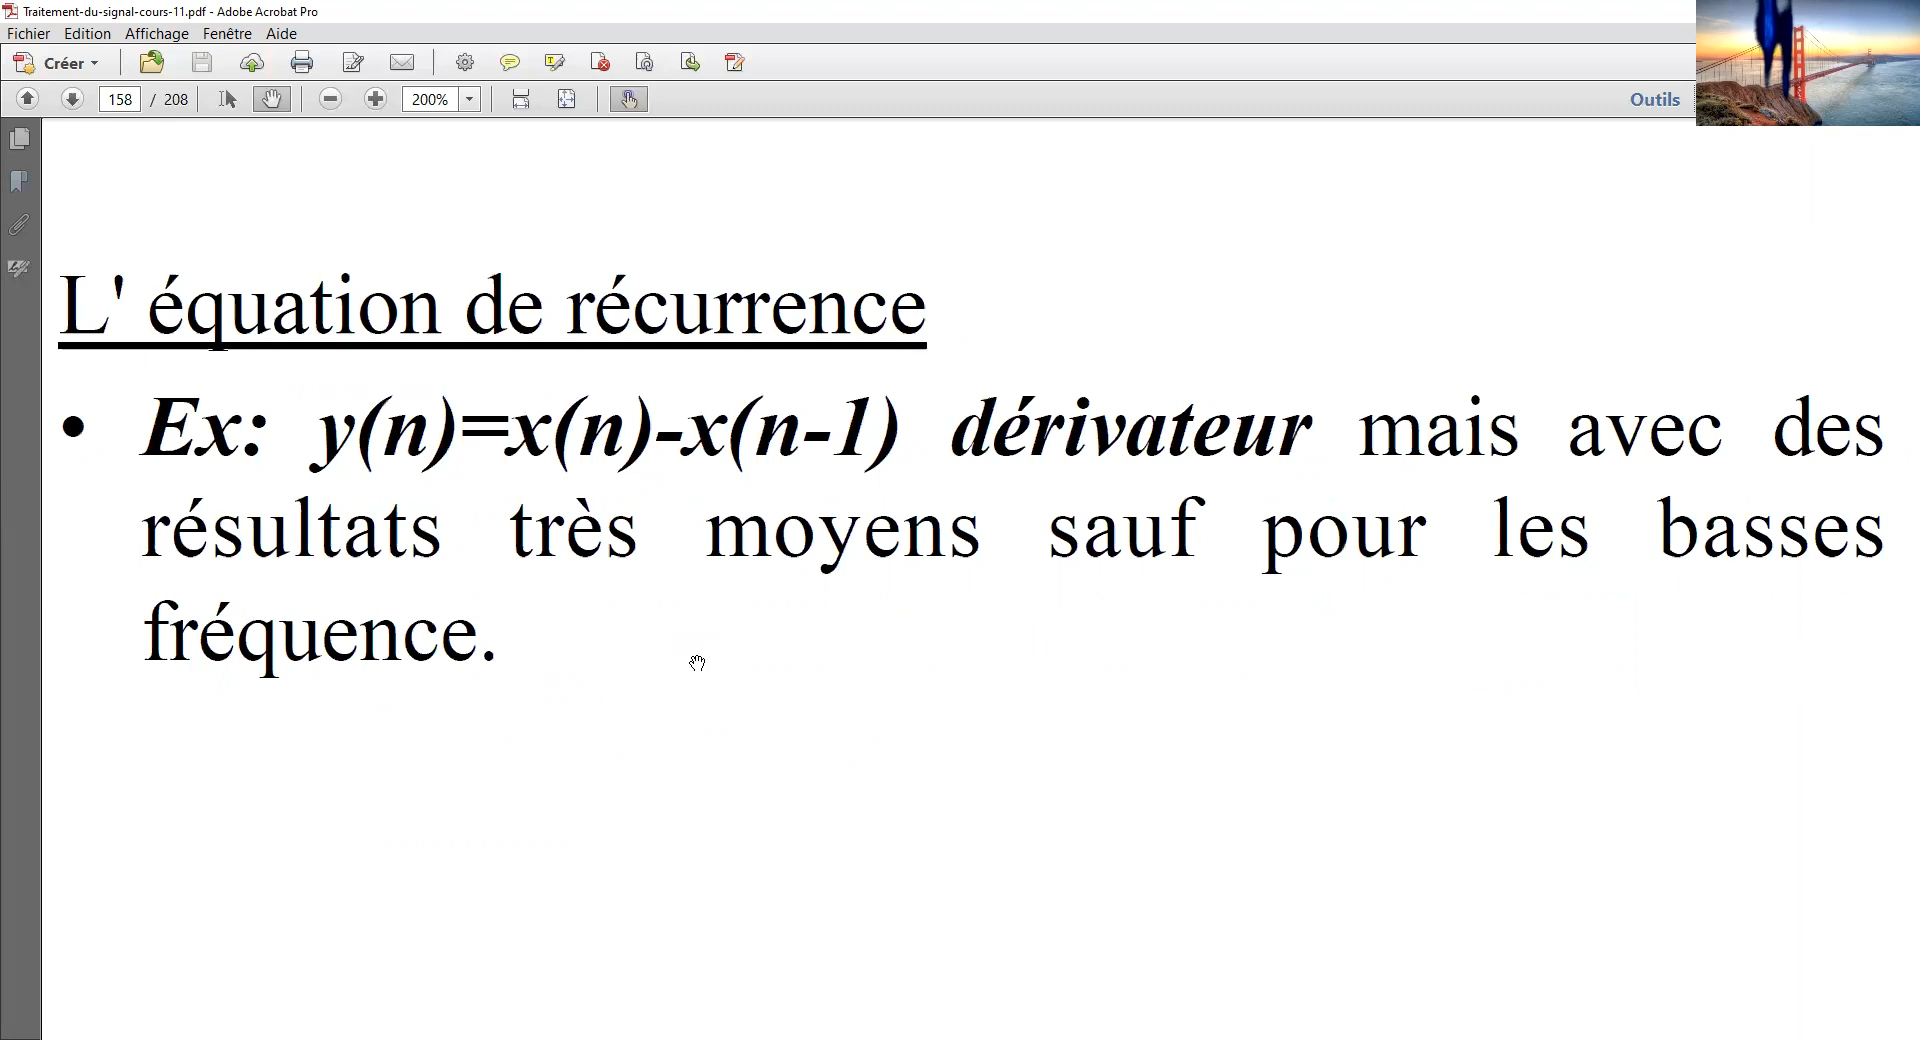 Traitement-du-signal-cours-11.pdf - Adobe Acrobat Pro
Fichier Edition Affichage Fenêtre Aide
Créer
158 / 208 200% Outils
L' équation de récurrence
• Ex: y(n)=x(n)-x(n-1) dérivateur mais avec des
résultats très moyens sauf pour les basses
fréquence.